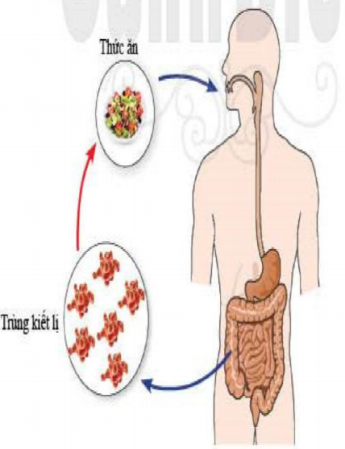 Thức ăn
Trùng kiết lị